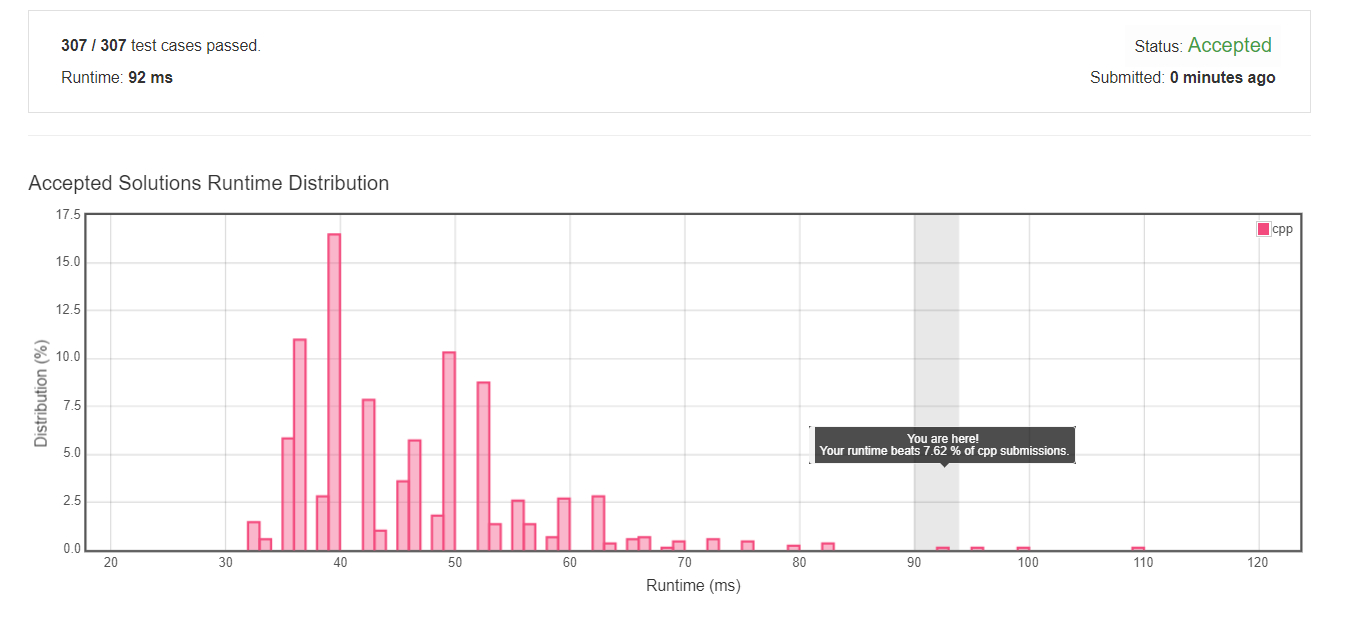 307 / 307 test cases passed.
Status: Accepted
Runtime: 92 ms
Submitted: 0 minutes ago
Accepted Solutions Runtime Distribution
17.5
15.0
12.5
10.0
7.5
5.0
2.5
0.0
Distribution (%)
cpp
You are here!
Your runtime beats 7.62 % of cpp submissions.
20 30 40 50 60 70 80 90 100 110 120
Runtime (ms)